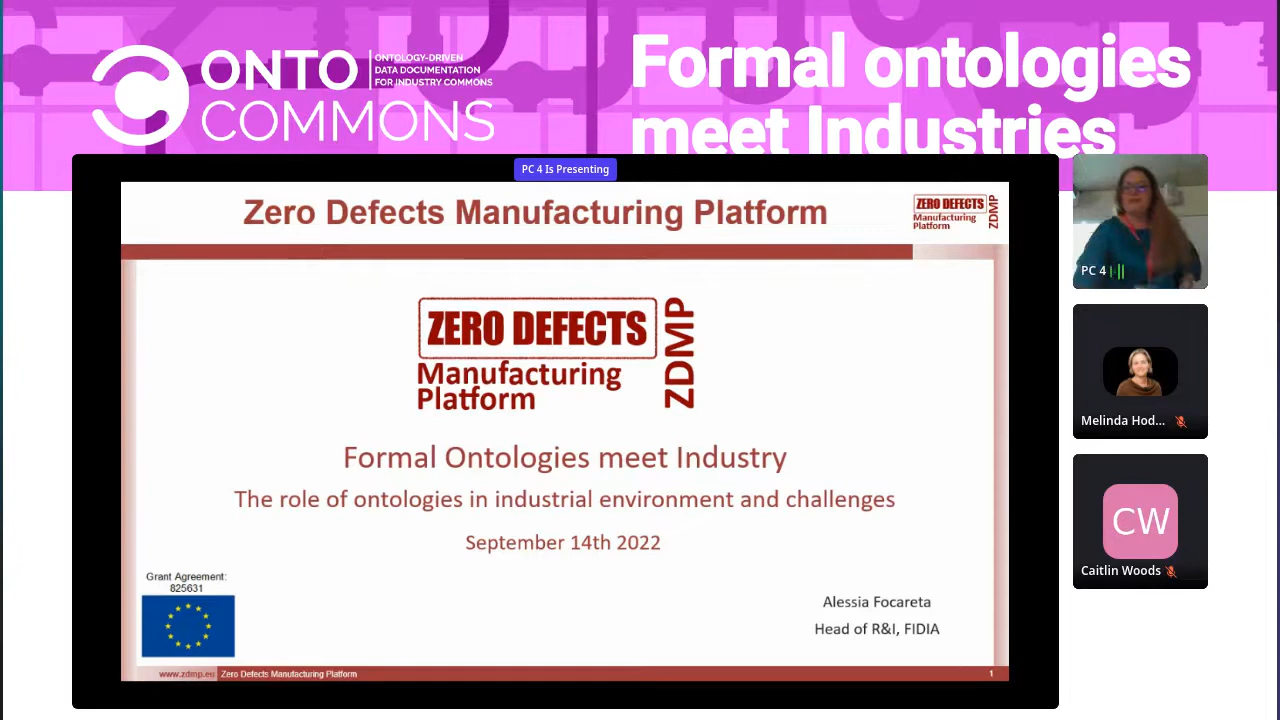 ONTO
COMMONS
ONTOLOGY-DRIVEN
DATA DOCUMENTATION
FOR INDUSTRY COMMONS
Formal ontologies
meet Industries
PC 4 Is Presenting
Zero Defects Manufacturing Platform
ZERO DEFECTS
Manufacturing
Platform
ZDMP
ZERO DEFECTS
Manufacturing
Platform
ZDMP
Formal Ontologies meet Industry
The role of ontologies in industrial environment and challenges
September 14th 2022
Grant Agreement:
825631
Alessia Focareta
Head of R&I, FIDIA
www.zdmp.eu Zero Defects Manufacturing Platform 1
PC 4
Melinda Hod...
CW
Caitlin Woods